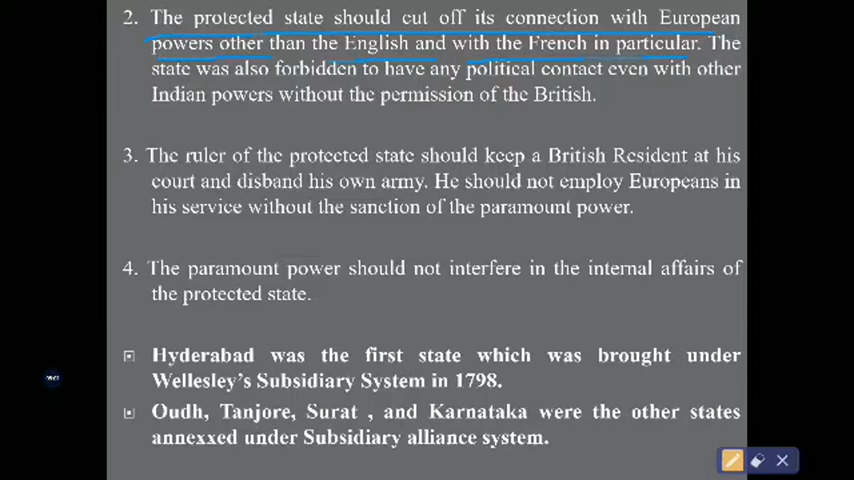 2. The protected state should cut off its connection with European
powers other than the English and with the French in particular. The
state was also forbidden to have any political contact even with other
Indian powers without the permission of the British.
3. The ruler of the protected state should keep a British Resident at his
court and disband his own army. He should not employ Europeans in
his service without the sanction of the paramount power.
4. The paramount power should not interfere in the internal affairs of
the protected state.
Hyderabad was the first state which was brought under
Wellesley's Subsidiary System in 1798.
Oudh, Tanjore, Surat , and Karnataka were the other states
annexxed under Subsidiary alliance system.